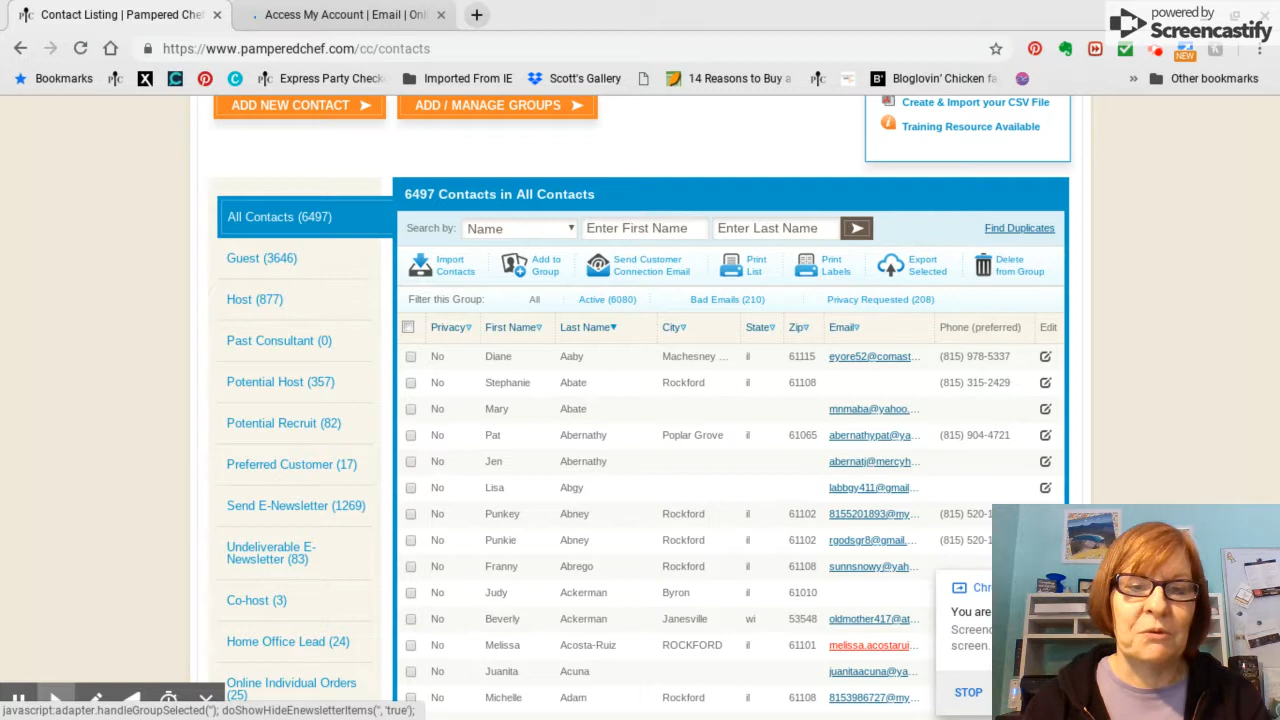 Contact Listing | Pampered Chef
Access My Account | Email | Onl
powered by
Screencastify
https://www.pamperedchef.com/cc/contacts
NEW
Bookmarks
Express Party Check
Imported From IE
Scott's Gallery
14 Reasons to Buy a
Bloglovin' Chicken fa
Other bookmarks
ADD NEW CONTACT
ADD / MANAGE GROUPS
Create & Import your CSV File
Training Resource Available
All Contacts (6497)
Guest (3646)
Host (877)
Past Consultant (0)
Potential Host (357)
Potential Recruit (82)
Preferred Customer (17)
Send E-Newsletter (1269)
Undeliverable E-
Newsletter (83)
Co-host (3)
Home Office Lead (24)
Online Individual Orders
(25)
6497 Contacts in All Contacts
Search by: Name Enter First Name Enter Last Name Find Duplicates
Import Contacts
Add to Group
Send Customer Connection Email
Print List
Print Labels
Export Selected
Delete from Group
Filter this Group: All Active (6080) Bad Emails (210) Privacy Requested (208)
Privacy First Name Last Name City State Zip Email Phone (preferred) Edit
No Diane Aaby Machesney ... il 61115 eyore52@comast... (815) 978-5337
No Stephanie Abate Rockford il 61108 (815) 315-2429
No Mary Abate mnmaba@yahoo....
No Pat Abernathy Poplar Grove il 61065 abernathypat@ya... (815) 904-4721
No Jen Abernathy abernatj@mercyh...
No Lisa Abgy labbgy411@gmail...
No Punkey Abney Rockford il 61102 8155201893@my... (815) 520-1
No Punkie Abney Rockford il 61102 rgodsgr8@gmail.... (815) 520-1
No Franny Abrego Rockford il 61108 sunnsnowy@yah...
No Judy Ackerman Byron il 61010
No Beverly Ackerman Janesville wi 53548 oldmother417@at...
No Melissa Acosta-Ruiz ROCKFORD il 61101 melissa.acostarui...
No Juanita Acuna juanitaacuna@ya...
No Michelle Adam Rockford il 61108 8153986727@my...
Chr
You are
Screenc
screen.
STOP
javascript:adapter.handleGroupSelected(''); doShowHideEnewsletterItems('', 'true');